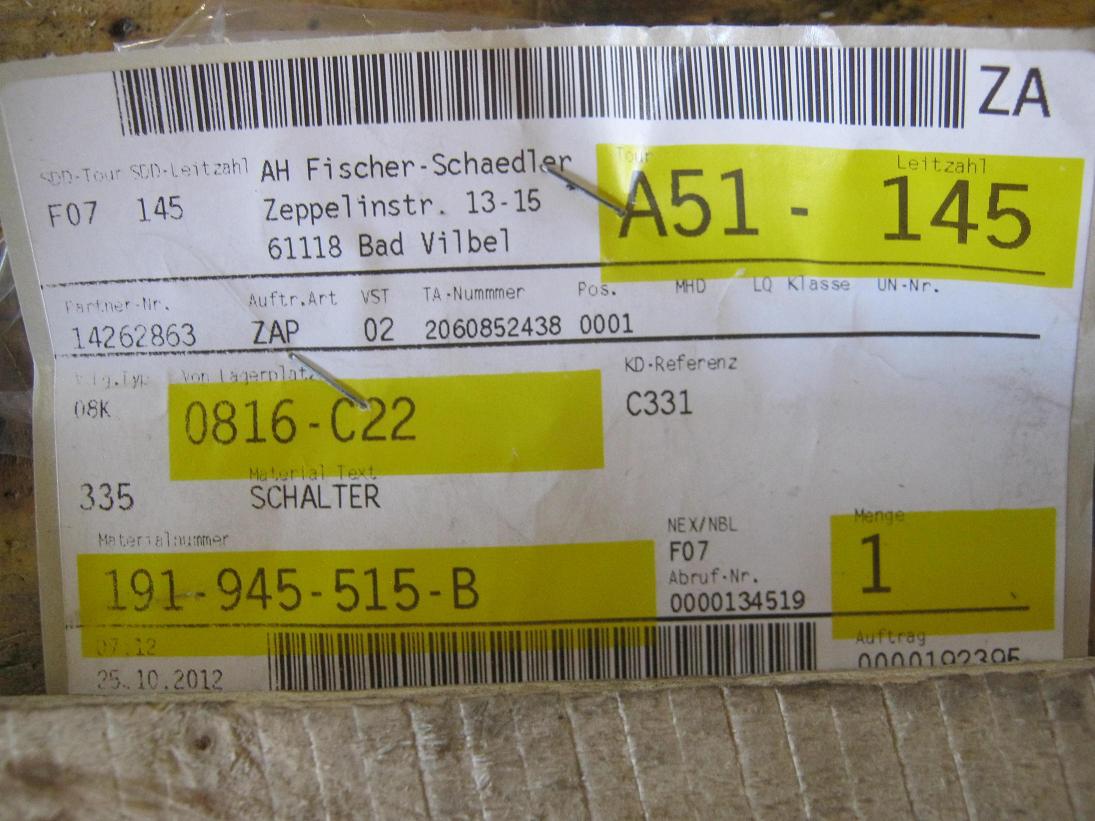 ZA
SDD-Tour SDD-Leitzahl AH Fischer-Schaedler Tour Leitzahl
F07 145 Zeppelinstr. 13-15 A51 - 145
61118 Bad Vilbel
Partner-Nr. Auftr.Art VST TA-Nummmer Pos. MHD LQ Klasse UN-Nr.
14262863 ZAP 02 2060852438 0001
Von Lagerplatz KD-Referenz
08K 0816-C22 C331
Material Text
335 SCHALTER
Materialnummer NEX/NBL Menge
191-945-515-B F07 1
Abruf-Nr.
0000134519
07.12 Auftrag
25.10.2012 0000192395